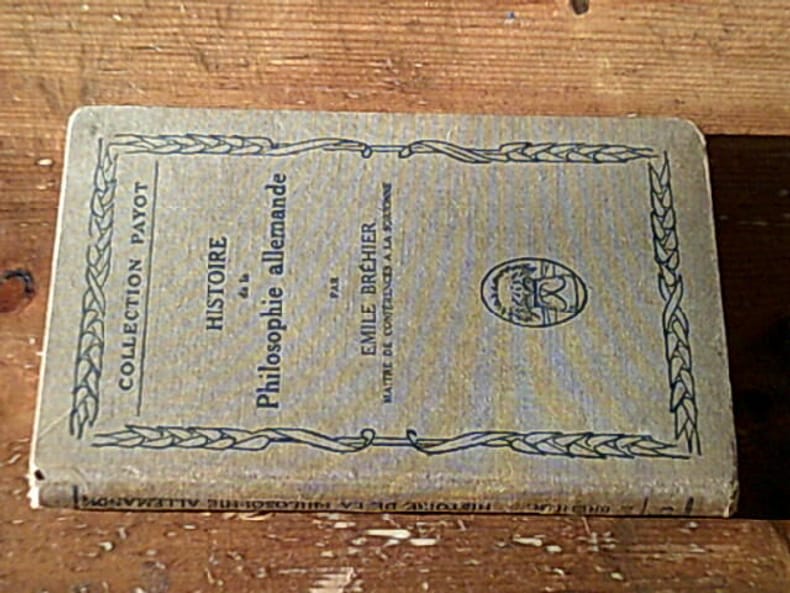 COLLECTION PAYOT
HISTOIRE
de la
Philosophie allemande
PAR
EMILE BRÉHIER
MAITRE DE CONFÉRENCES A LA SORBONNE
HISTOIRE DE LA PHILOSOPHIE ALLEMANDE